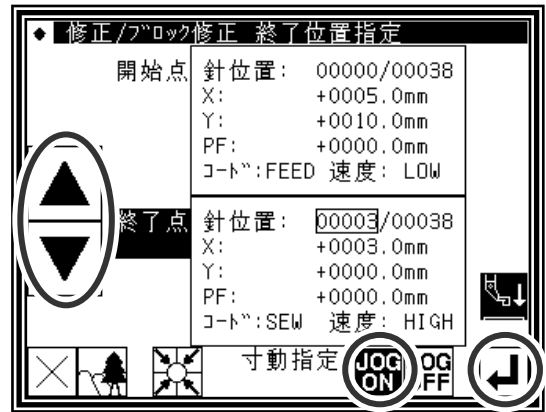 ◆ 修正/ﾌﾞﾛｯｸ修正 終了位置指定
開始点
針位置: 00000/00038
X: +0005.0mm
Y: +0010.0mm
PF: +0000.0mm
ｺｰﾄﾞ:FEED 速度: LOW
終了点
針位置: 00003/00038
X: +0003.0mm
Y: +0000.0mm
PF: +0000.0mm
ｺｰﾄﾞ:SEW 速度: HIGH
寸動指定
JOG ON